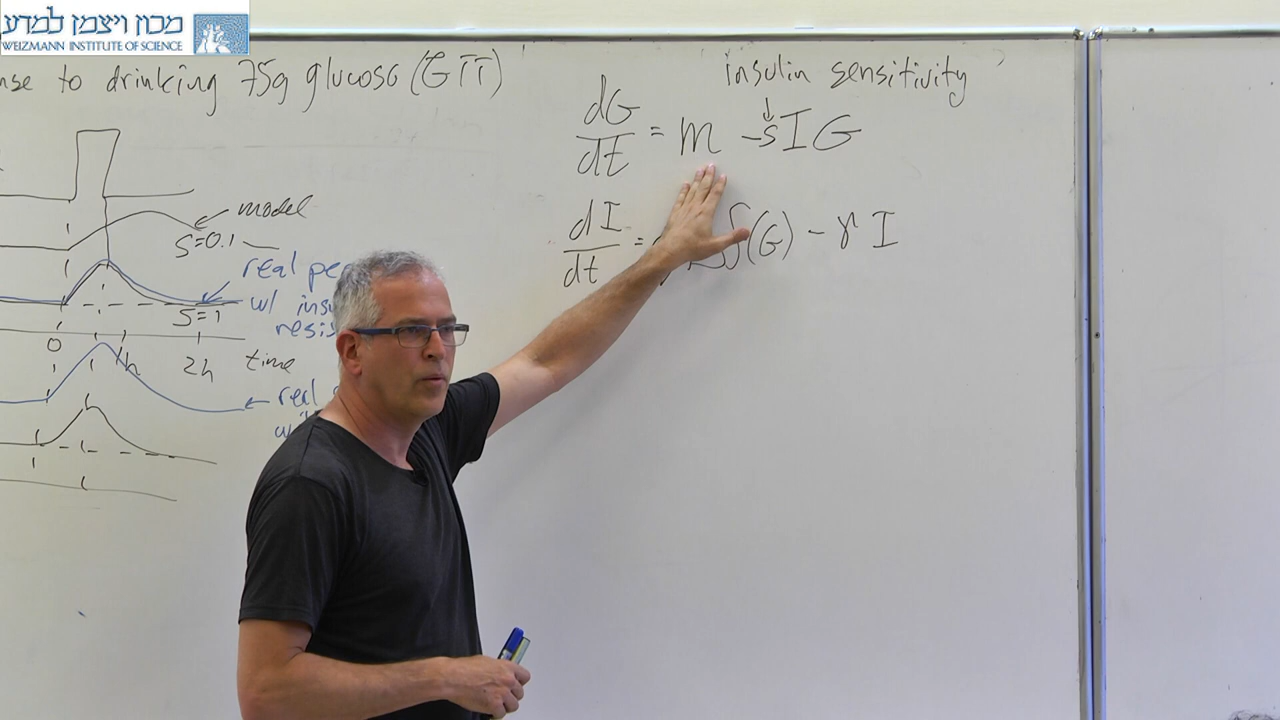 מכון ויצמן למדע
WEIZMANN INSTITUTE OF SCIENCE
nse to drinking 75g glucose (GTT)
model
S=0.1
real pe
w/ insu
resis
S=1
0 1h 2h time
real
insulin sensitivity
dG/dt = m -sIG
dI/dt = f(G) - γ I